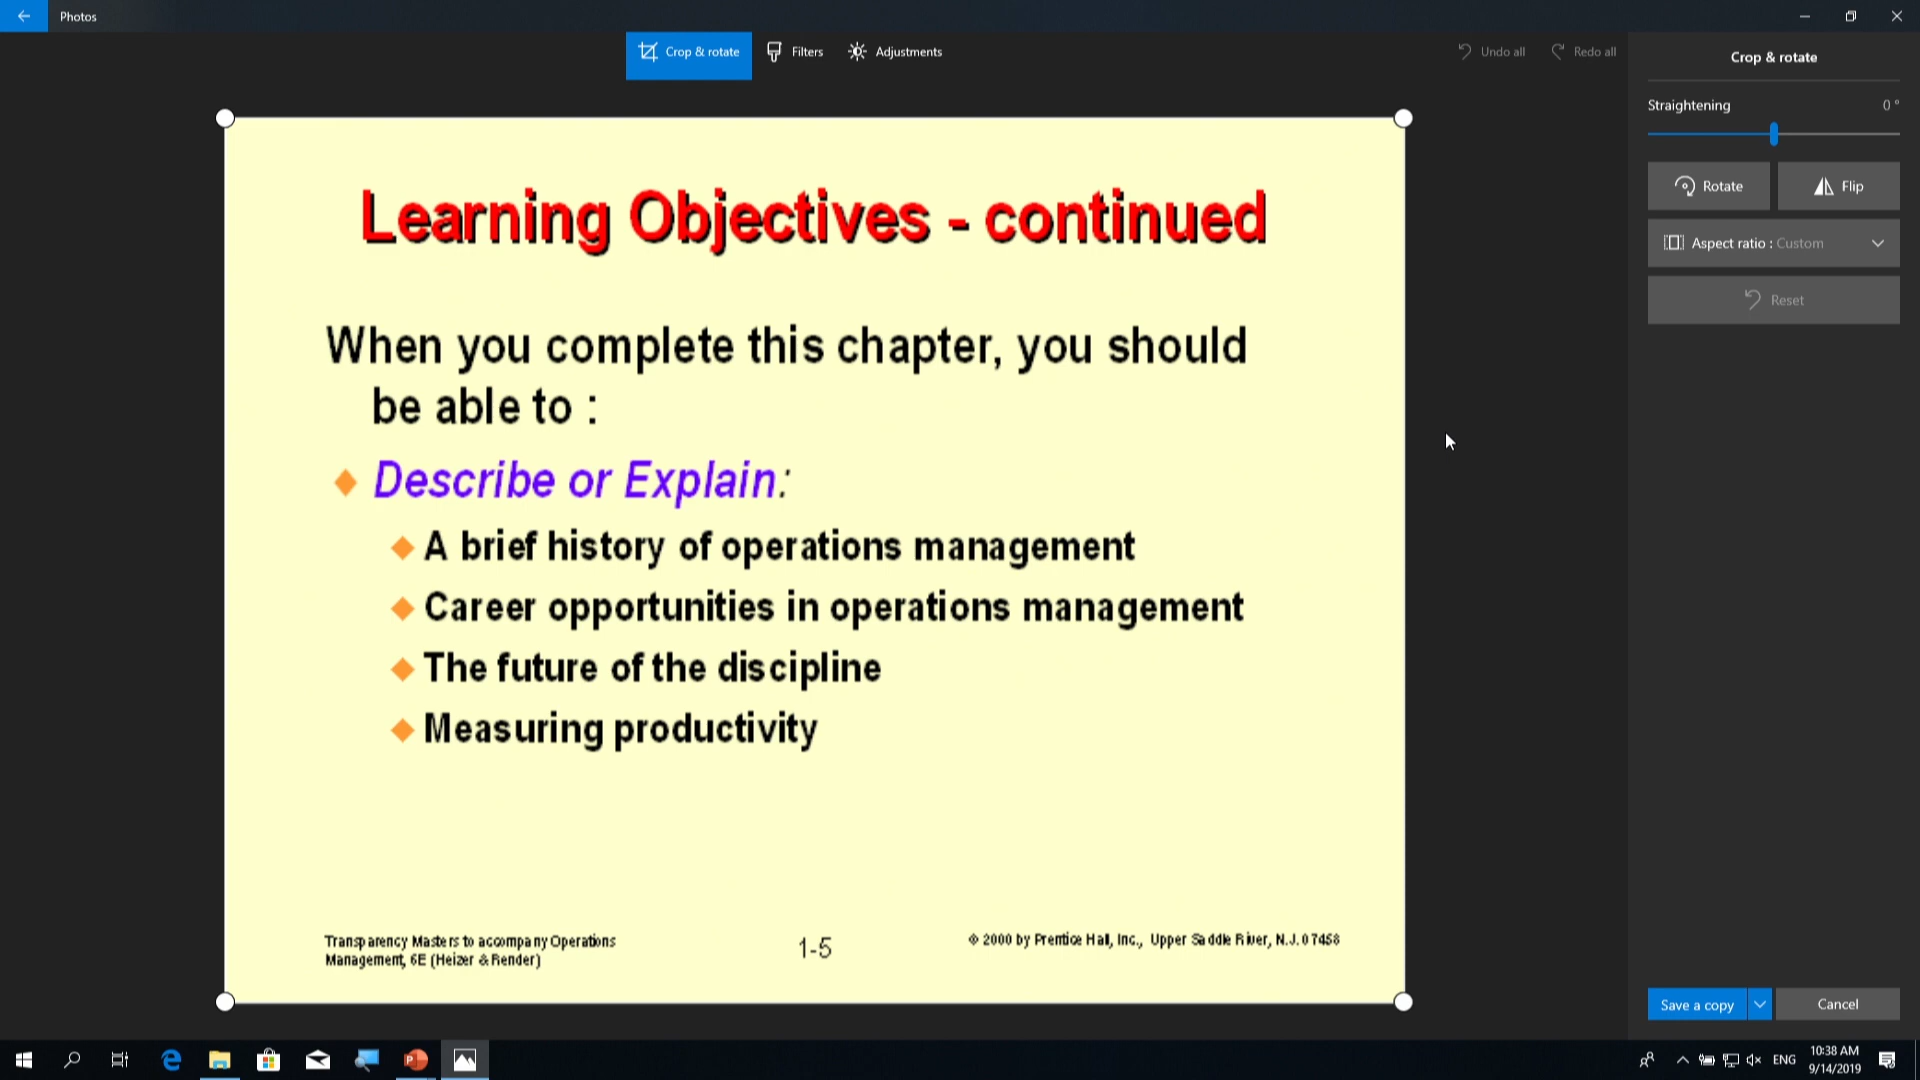 Photos
Crop & rotate
Filters
Adjustments
Undo all
Redo all
Crop & rotate
Straightening
0 °
Rotate
Flip
Aspect ratio : Custom
Reset
Learning Objectives - continued
When you complete this chapter, you should
be able to :
Describe or Explain:
A brief history of operations management
Career opportunities in operations management
The future of the discipline
Measuring productivity
Transparency Masters to accompany Operations
Management, 6E (Heizer & Render)
1-5
© 2000 by Prentice Hall, Inc., Upper Saddle River, N.J. 07458
Save a copy
Cancel
ENG
10:38 AM
9/14/2019